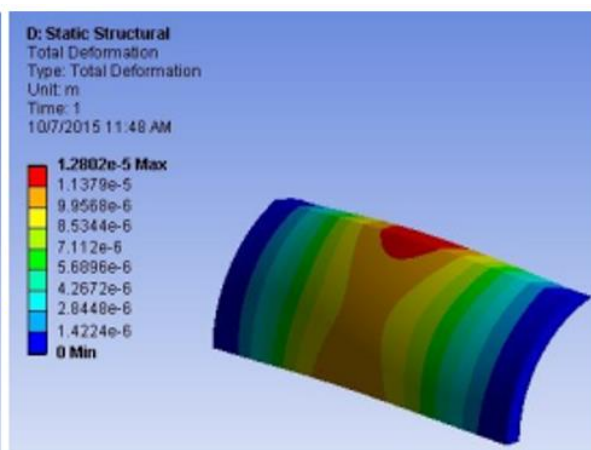 D: Static Structural
Total Deformation
Type: Total Deformation
Unit: m
Time: 1
10/7/2015 11:48 AM
1.2802e-5 Max
1.1379e-5
9.9568e-6
8.5344e-6
7.112e-6
5.6896e-6
4.2672e-6
2.8448e-6
1.4224e-6
0 Min